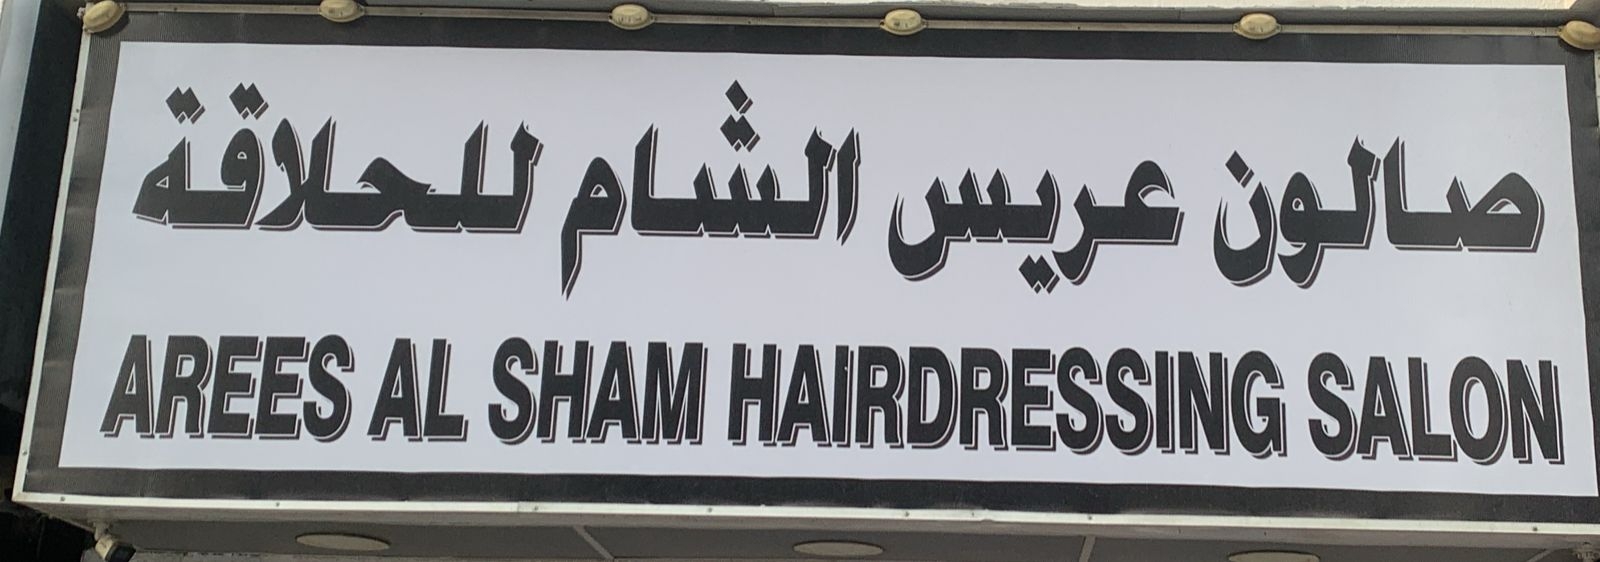 صالون عريس الشام للحلاقة
AREES AL SHAM HAIRDRESSING SALON